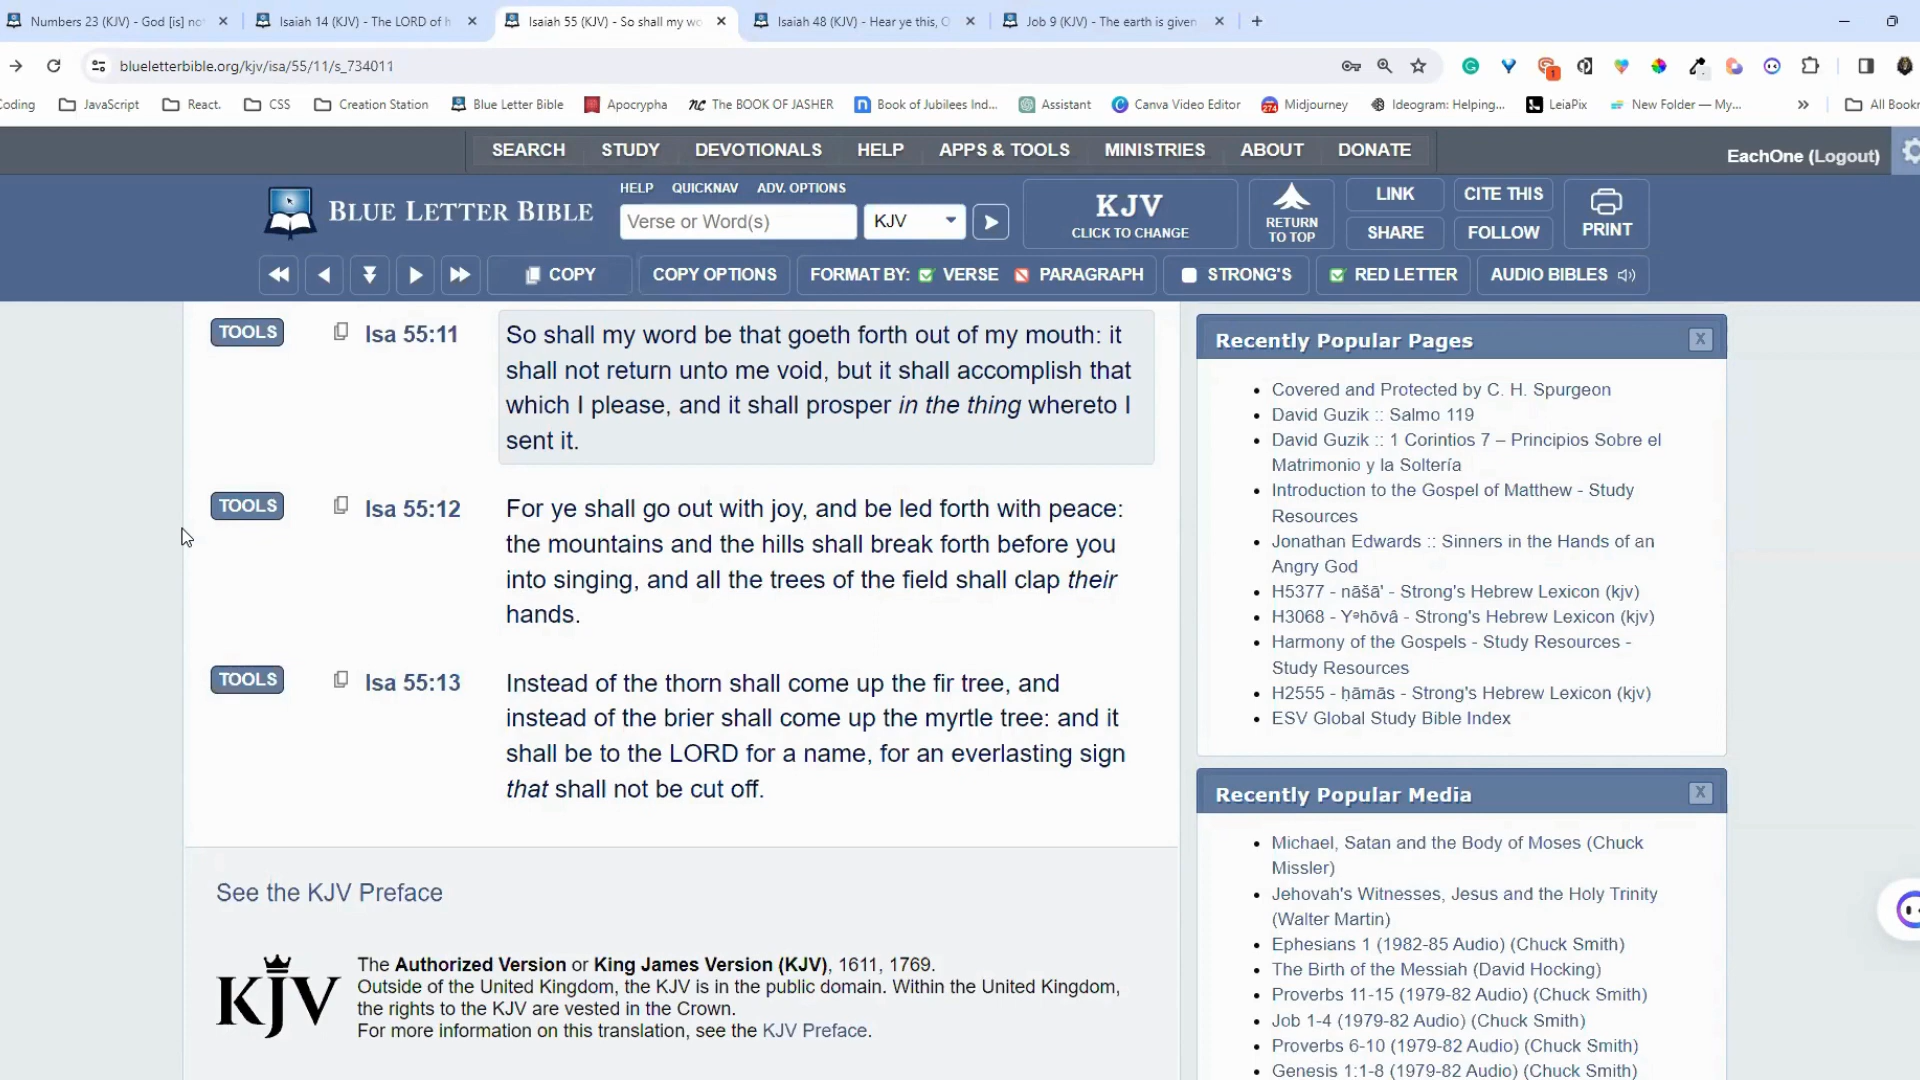 Numbers 23 (KJV) - God [is] no
Isaiah 14 (KJV) - The LORD of h
Isaiah 55 (KJV) - So shall my wo
Isaiah 48 (KJV) - Hear ye this, O
Job 9 (KJV) - The earth is given
blueletterbible.org/kjv/isa/55/11/s_734011
1
oding
JavaScript
React.
CSS
Creation Station
Blue Letter Bible
Apocrypha
The BOOK OF JASHER
Book of Jubilees Ind...
Assistant
Canva Video Editor
274
Midjourney
Ideogram: Helping...
LeiaPix
New Folder — My...
All Bookr
SEARCH
STUDY
DEVOTIONALS
HELP
APPS & TOOLS
MINISTRIES
ABOUT
DONATE
EachOne (Logout)
BLUE LETTER BIBLE
HELP
QUICKNAV
ADV. OPTIONS
Verse or Word(s)
KJV
KJV
CLICK TO CHANGE
RETURN
TO TOP
LINK
CITE THIS
SHARE
FOLLOW
PRINT
COPY
COPY OPTIONS
FORMAT BY:
VERSE
PARAGRAPH
STRONG'S
RED LETTER
AUDIO BIBLES
TOOLS
Isa 55:11
So shall my word be that goeth forth out of my mouth: it
shall not return unto me void, but it shall accomplish that
which I please, and it shall prosper in the thing whereto I
sent it.
TOOLS
Isa 55:12
For ye shall go out with joy, and be led forth with peace:
the mountains and the hills shall break forth before you
into singing, and all the trees of the field shall clap their
hands.
TOOLS
Isa 55:13
Instead of the thorn shall come up the fir tree, and
instead of the brier shall come up the myrtle tree: and it
shall be to the LORD for a name, for an everlasting sign
that shall not be cut off.
See the KJV Preface
KJV
The Authorized Version or King James Version (KJV), 1611, 1769.
Outside of the United Kingdom, the KJV is in the public domain. Within the United Kingdom,
the rights to the KJV are vested in the Crown.
For more information on this translation, see the KJV Preface.
Recently Popular Pages
X
Covered and Protected by C. H. Spurgeon
David Guzik :: Salmo 119
David Guzik :: 1 Corintios 7 – Principios Sobre el
Matrimonio y la Soltería
Introduction to the Gospel of Matthew - Study
Resources
Jonathan Edwards :: Sinners in the Hands of an
Angry God
H5377 - nāšā' - Strong's Hebrew Lexicon (kjv)
H3068 - Yᵊhōvâ - Strong's Hebrew Lexicon (kjv)
Harmony of the Gospels - Study Resources -
Study Resources
H2555 - ḥāmās - Strong's Hebrew Lexicon (kjv)
ESV Global Study Bible Index
Recently Popular Media
X
Michael, Satan and the Body of Moses (Chuck
Missler)
Jehovah's Witnesses, Jesus and the Holy Trinity
(Walter Martin)
Ephesians 1 (1982-85 Audio) (Chuck Smith)
The Birth of the Messiah (David Hocking)
Proverbs 11-15 (1979-82 Audio) (Chuck Smith)
Job 1-4 (1979-82 Audio) (Chuck Smith)
Proverbs 6-10 (1979-82 Audio) (Chuck Smith)
Genesis 1:1-8 (1979-82 Audio) (Chuck Smith)